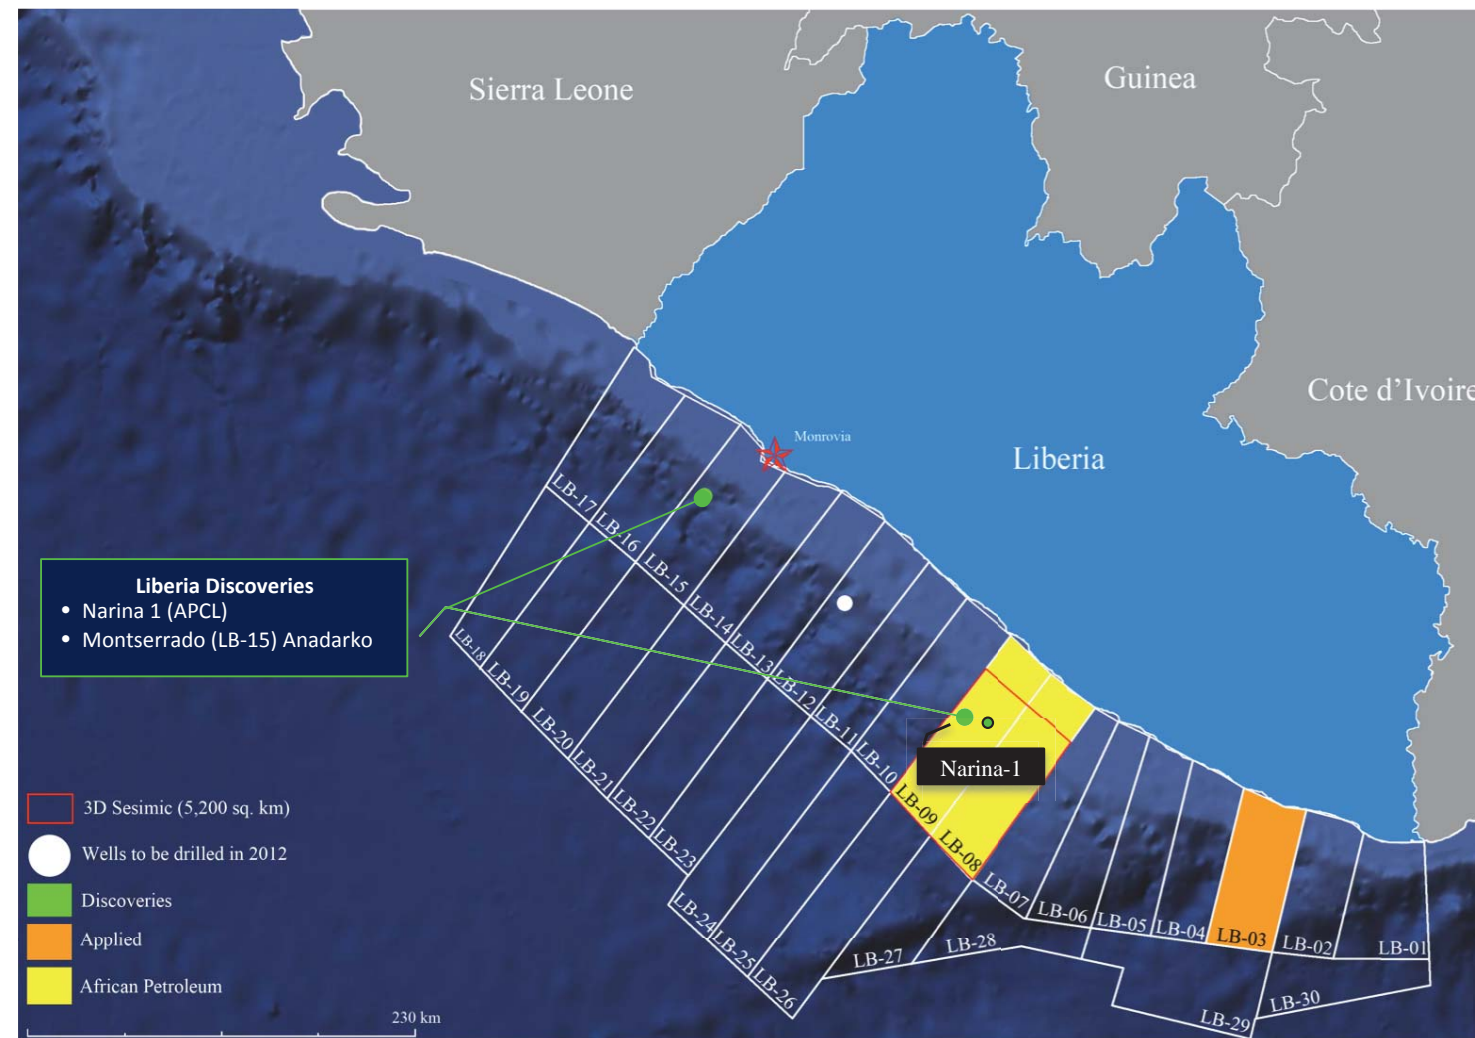 Sierra Leone
Guinea
Cote d'Ivoire
Monrovia
Liberia
LB-17
LB-16
LB-15
LB-14
LB-13
LB-12
LB-11
LB-10
LB-09
LB-08
LB-07
LB-06
LB-05
LB-04
LB-03
LB-02
LB-01
LB-18
LB-19
LB-20
LB-21
LB-22
LB-23
LB-24
LB-25
LB-26
LB-27
LB-28
LB-29
LB-30
Narina-1
Liberia Discoveries
• Narina 1 (APCL)
• Montserrado (LB-15) Anadarko
3D Sesimic (5,200 sq. km)
Wells to be drilled in 2012
Discoveries
Applied
African Petroleum
230 km